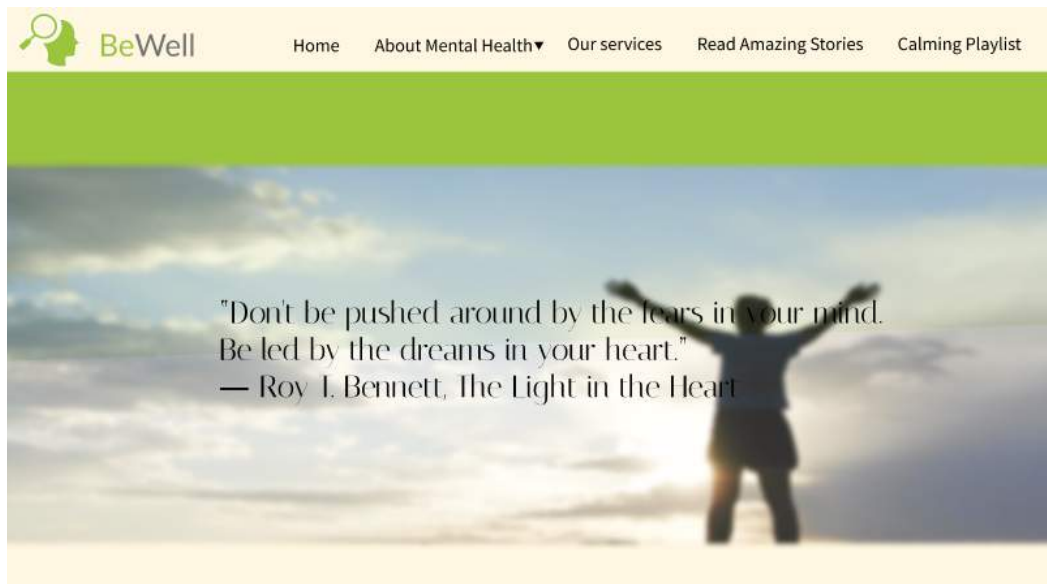 BeWell
Home About Mental Health▼ Our services Read Amazing Stories Calming Playlist
"Don't be pushed around by the fears in your mind.
Be led by the dreams in your heart."
— Roy T. Bennett, The Light in the Heart